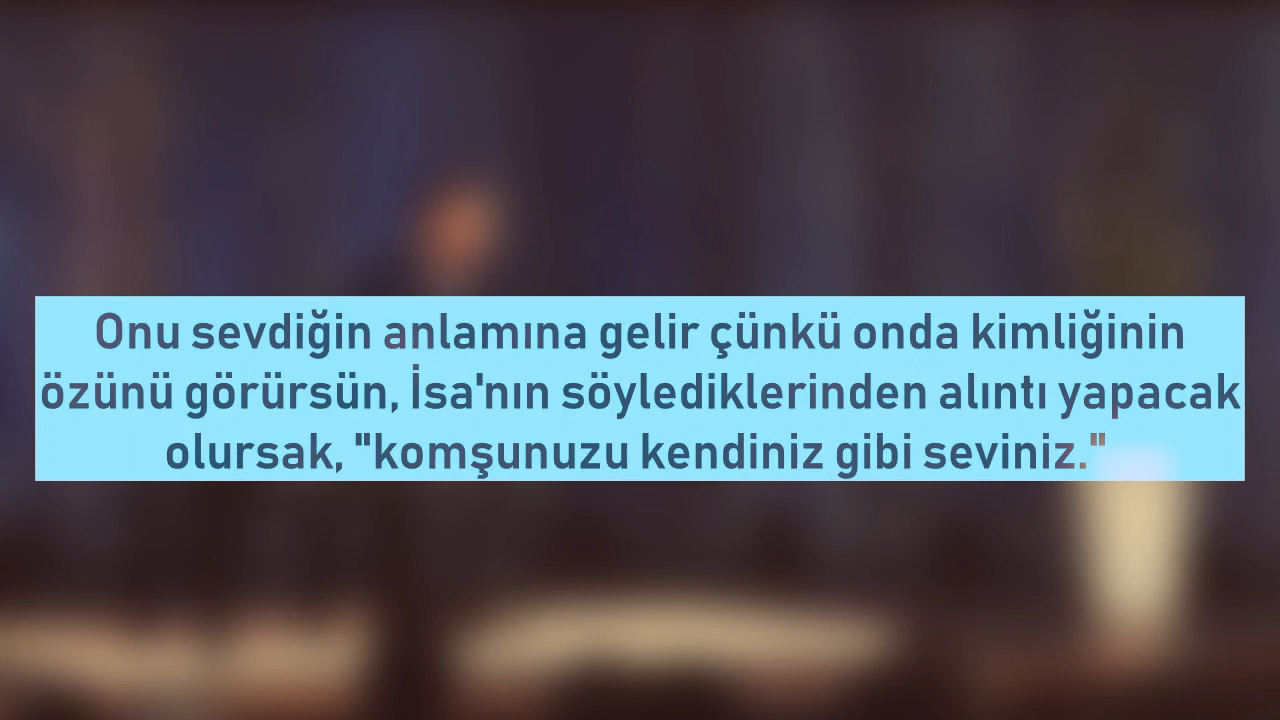 Onu sevdiğin anlamına gelir çünkü onda kimliğinin
özünü görürsün, İsa'nın söylediklerinden alıntı yapacak
olursak, "komşunuzu kendiniz gibi seviniz."